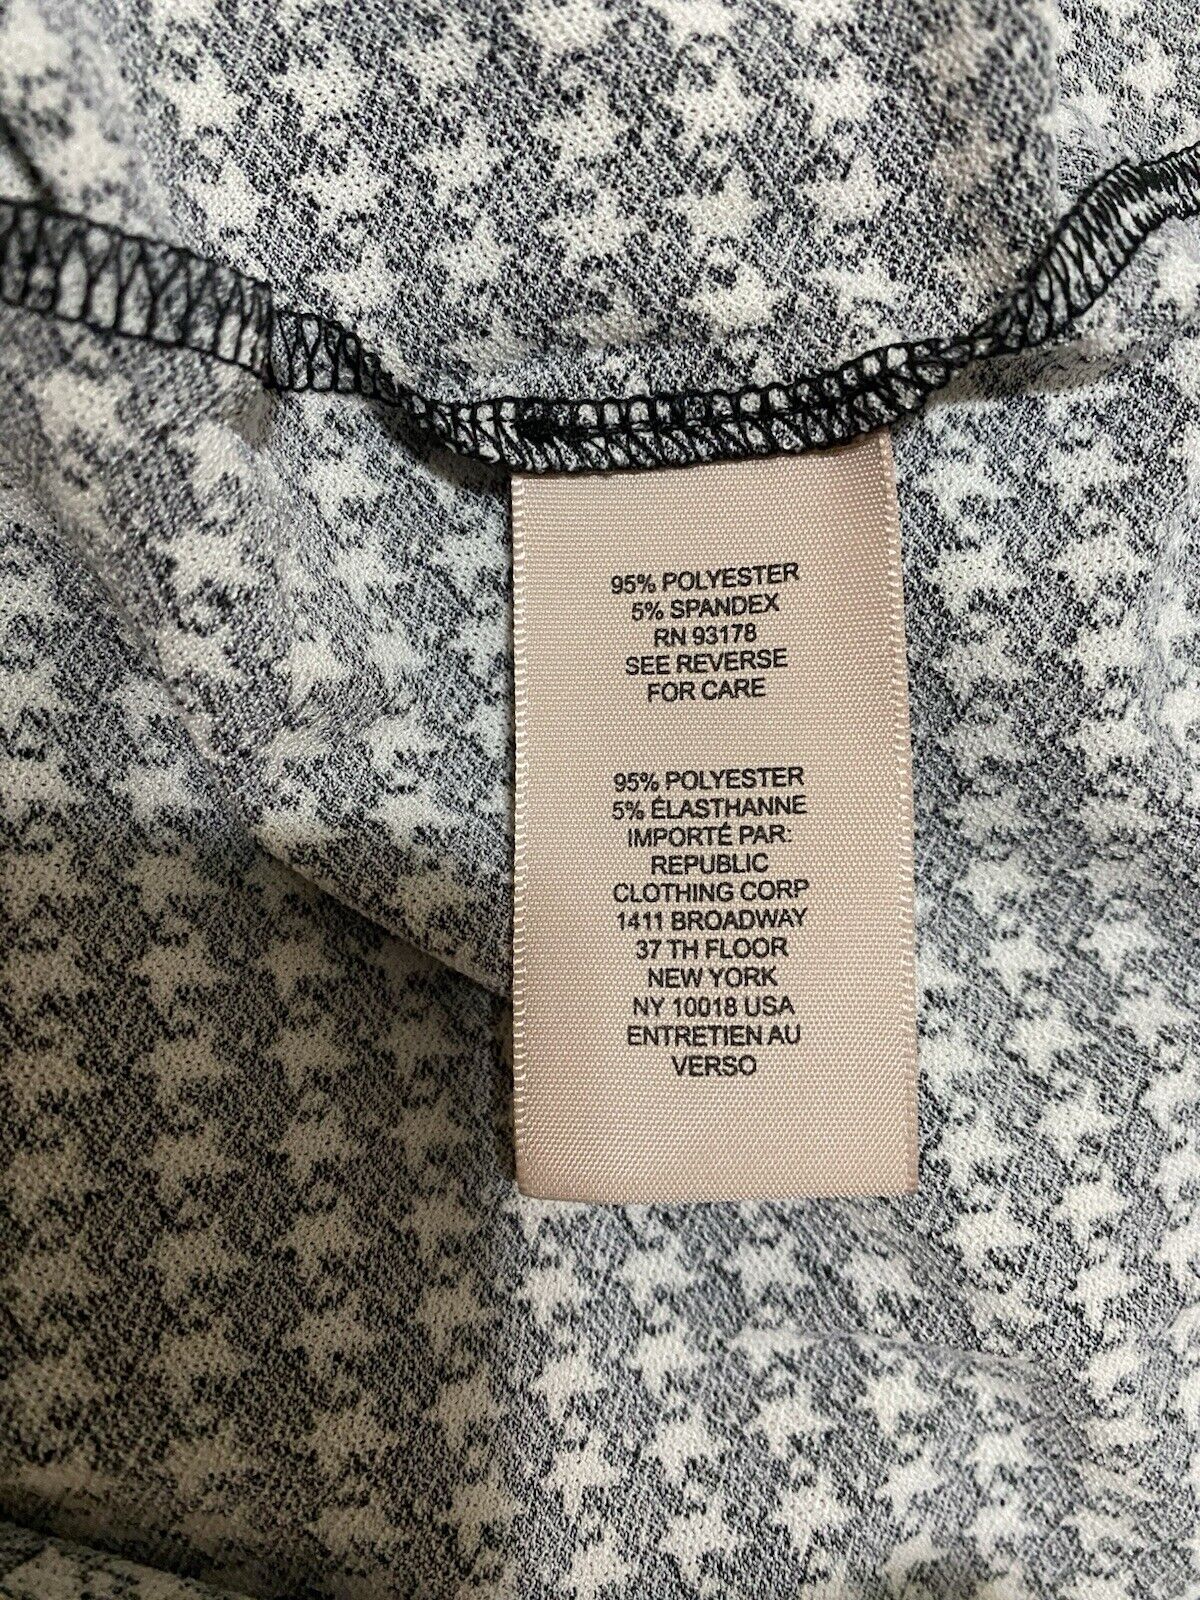 95% POLYESTER
5% SPANDEX
RN 93178
SEE REVERSE
FOR CARE
95% POLYESTER
5% ÉLASTHANNE
IMPORTÉ PAR:
REPUBLIC
CLOTHING CORP
1411 BROADWAY
37 TH FLOOR
NEW YORK
NY 10018 USA
ENTRETIEN AU
VERSO